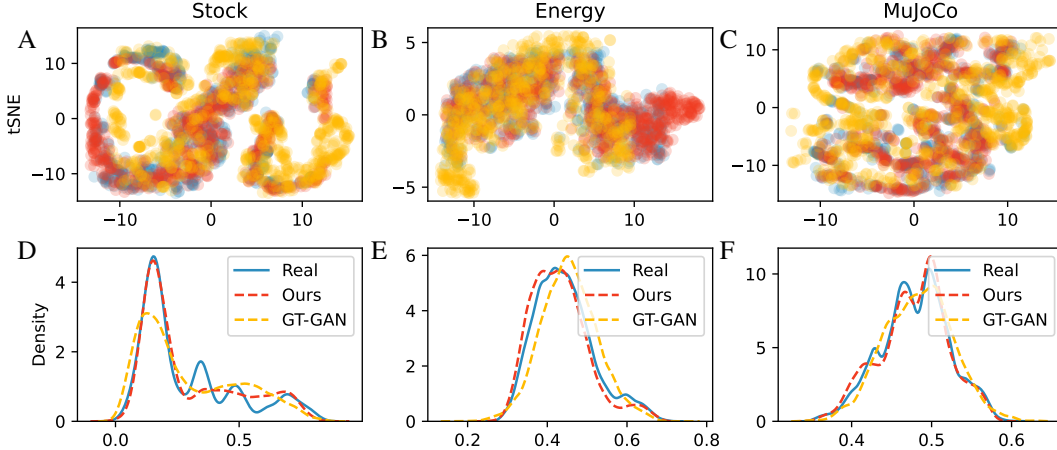 Stock
Energy
MuJoCo
A
B
C
tSNE
10
0
−10
−10
0
10
5
0
−5
−10
0
10
10
0
−10
−10
0
10
D
E
F
Density
4
2
0
0.0
0.5
Real
Ours
GT-GAN
6
4
2
0
0.2
0.4
0.6
0.8
Real
Ours
GT-GAN
10
5
0
0.4
0.5
0.6
Real
Ours
GT-GAN